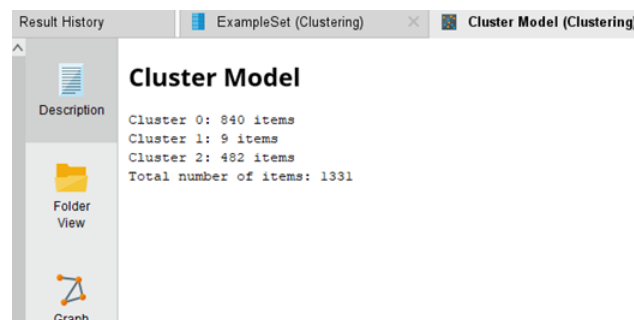 Result History
ExampleSet (Clustering)
Cluster Model (Clustering)
Description
Cluster Model
Cluster 0: 840 items
Cluster 1: 9 items
Cluster 2: 482 items
Total number of items: 1331
Folder
View
Graph